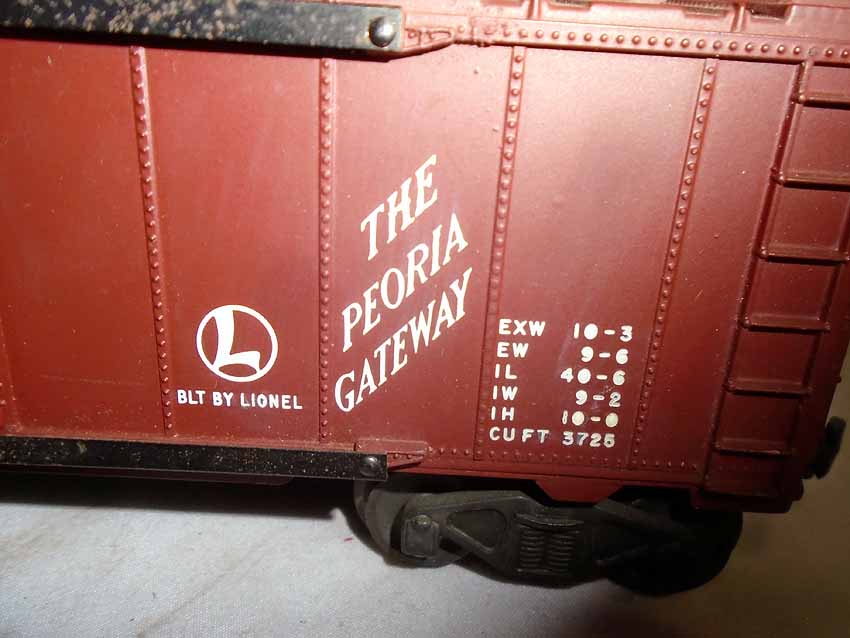 THE
PEORIA
GATEWAY
L
BLT BY LIONEL
EXW 10-3
EW 9-6
IL 40-6
IW 9-2
IH 10-0
CU FT 3725